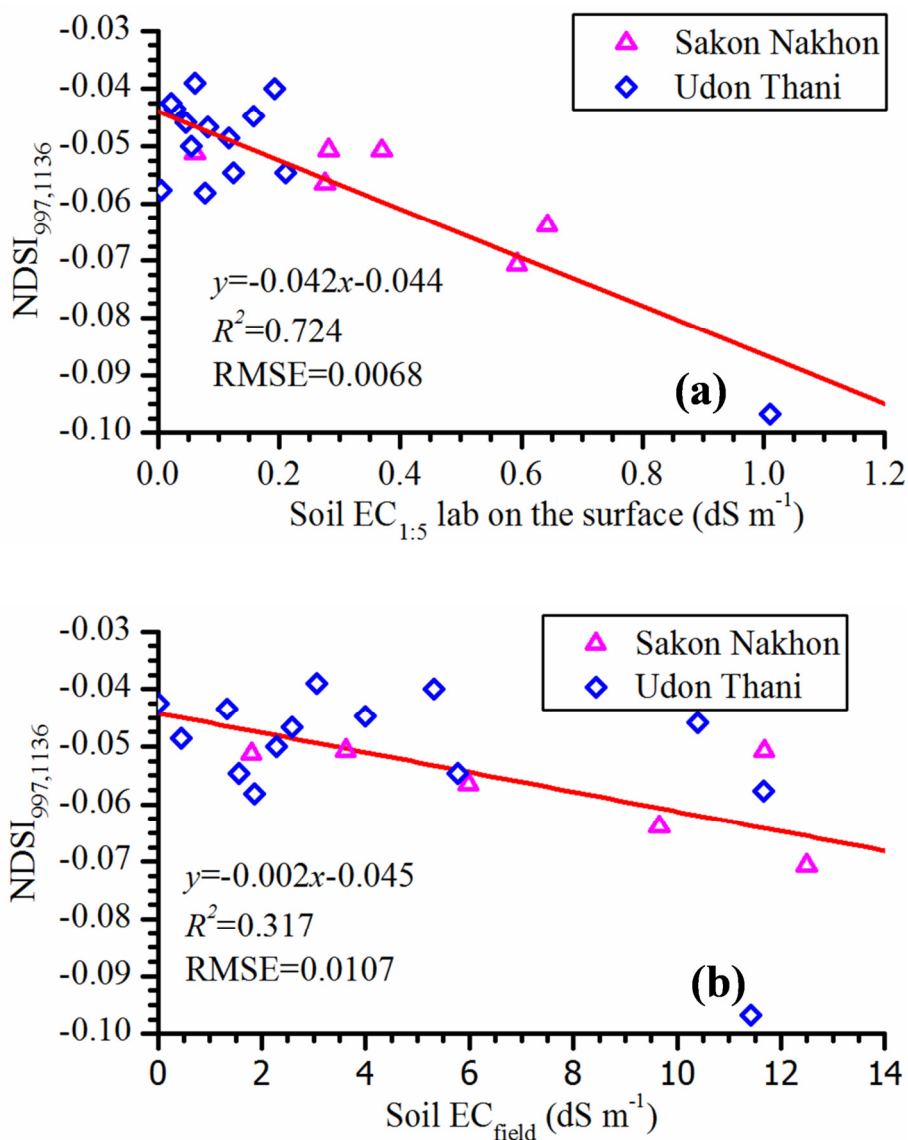 -0.03
-0.04
-0.05
-0.06
-0.07
-0.08
-0.09
-0.10
NDSI997,1136
Sakon Nakhon
Udon Thani
y=-0.042x-0.044
R²=0.724
RMSE=0.0068
(a)
0.0 0.2 0.4 0.6 0.8 1.0 1.2
Soil EC1:5 lab on the surface (dS m⁻¹)
-0.03
-0.04
-0.05
-0.06
-0.07
-0.08
-0.09
-0.10
NDSI997,1136
Sakon Nakhon
Udon Thani
y=-0.002x-0.045
R²=0.317
RMSE=0.0107
(b)
0 2 4 6 8 10 12 14
Soil ECfield (dS m⁻¹)